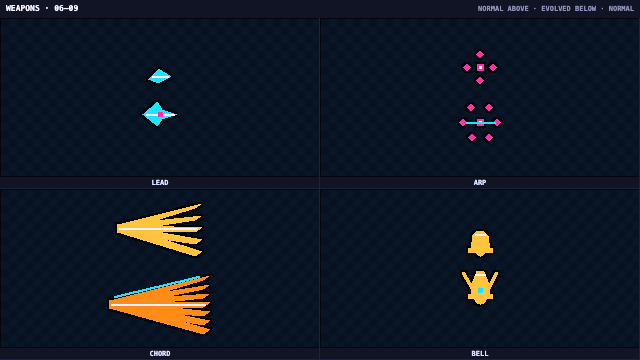 WEAPONS · 06–09
NORMAL ABOVE · EVOLVED BELOW · NORMAL
LEAD
ARP
CHORD
BELL